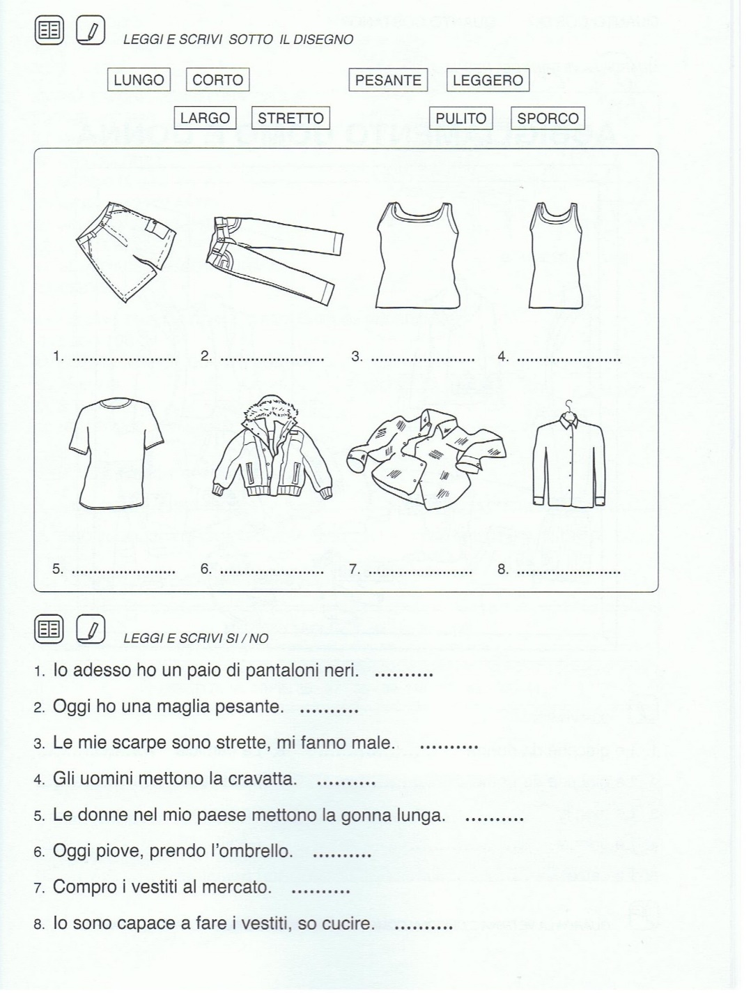 LEGGI E SCRIVI SOTTO IL DISEGNO
LUNGO CORTO PESANTE LEGGERO
LARGO STRETTO PULITO SPORCO
1. ........................ 2. ........................ 3. ........................ 4. ........................
5. ........................ 6. ........................ 7. ........................ 8. ........................
LEGGI E SCRIVI SI / NO
1. Io adesso ho un paio di pantaloni neri. ..........
2. Oggi ho una maglia pesante. ..........
3. Le mie scarpe sono strette, mi fanno male. ..........
4. Gli uomini mettono la cravatta. ..........
5. Le donne nel mio paese mettono la gonna lunga. ..........
6. Oggi piove, prendo l'ombrello. ..........
7. Compro i vestiti al mercato. ..........
8. Io sono capace a fare i vestiti, so cucire. ..........